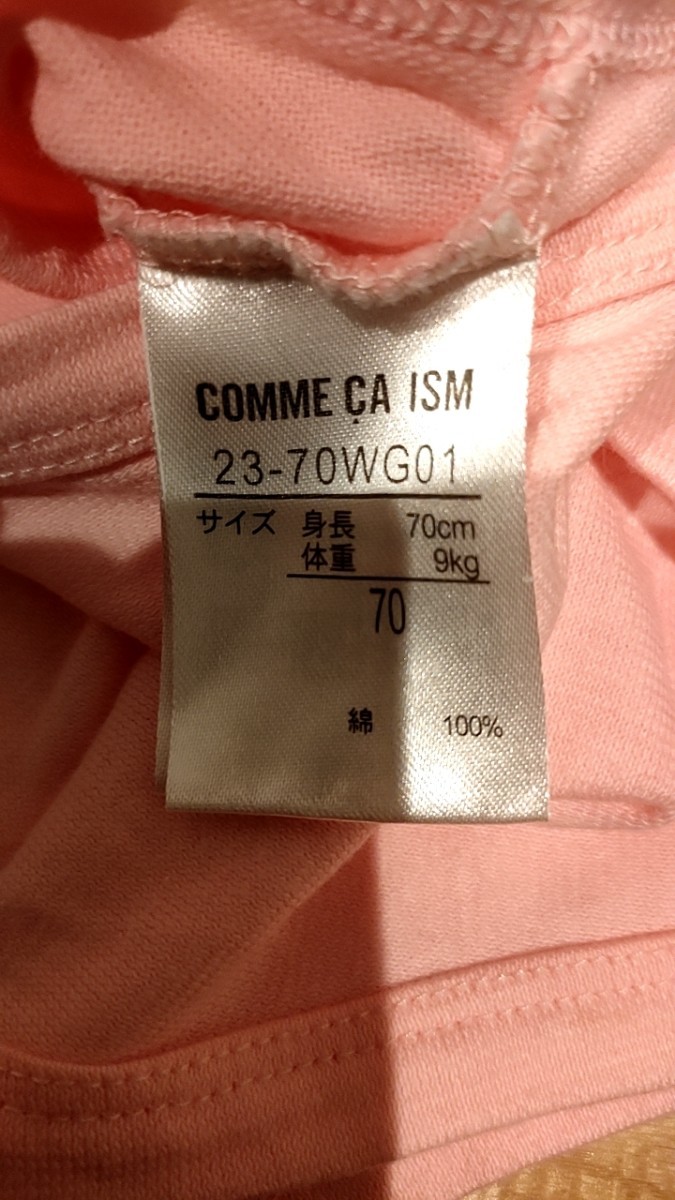 COMME ÇA ISM
23-70WG01
サイズ 身長 70cm
体重 9kg
70
綿 100%